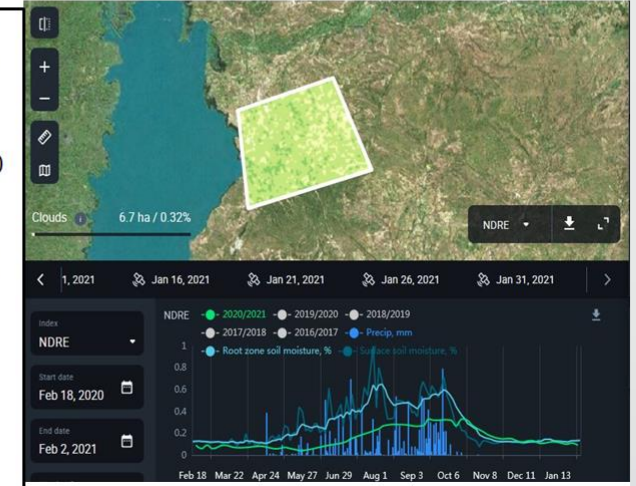 )
+
−
Clouds i 6.7 ha / 0.32%
NDRE
1, 2021 Jan 16, 2021 Jan 21, 2021 Jan 26, 2021 Jan 31, 2021
Index
NDRE
Start date
Feb 18, 2020
End date
Feb 2, 2021
NDRE 2020/2021 2019/2020 2018/2019
2017/2018 2016/2017 Precip, mm
Root zone soil moisture, % Surface soil moisture, %
1
0.8
0.6
0.4
0.2
0
Feb 18 Mar 22 Apr 24 May 27 Jun 29 Aug 1 Sep 3 Oct 6 Nov 8 Dec 11 Jan 13